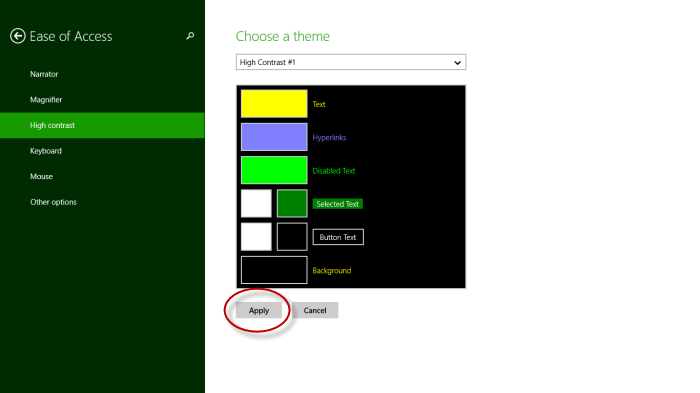 Ease of Access
Narrator
Magnifier
High contrast
Keyboard
Mouse
Other options
Choose a theme
High Contrast #1
Text
Hyperlinks
Disabled Text
Selected Text
Button Text
Background
Apply
Cancel